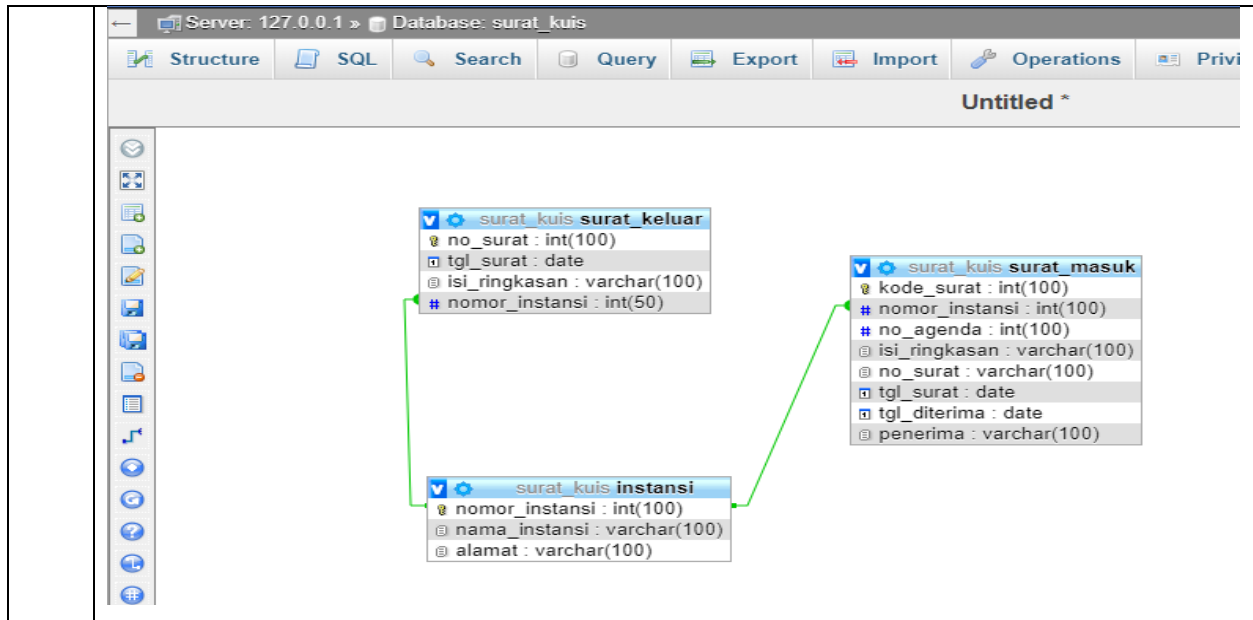 Server: 127.0.0.1 » Database: surat_kuis
Structure SQL Search Query Export Import Operations Privi
Untitled *
surat_kuis surat_keluar
no_surat : int(100)
tgl_surat : date
isi_ringkasan : varchar(100)
# nomor_instansi : int(50)
surat_kuis surat_masuk
kode_surat : int(100)
# nomor_instansi : int(100)
# no_agenda : int(100)
isi_ringkasan : varchar(100)
no_surat : varchar(100)
tgl_surat : date
tgl_diterima : date
penerima : varchar(100)
surat_kuis instansi
nomor_instansi : int(100)
nama_instansi : varchar(100)
alamat : varchar(100)